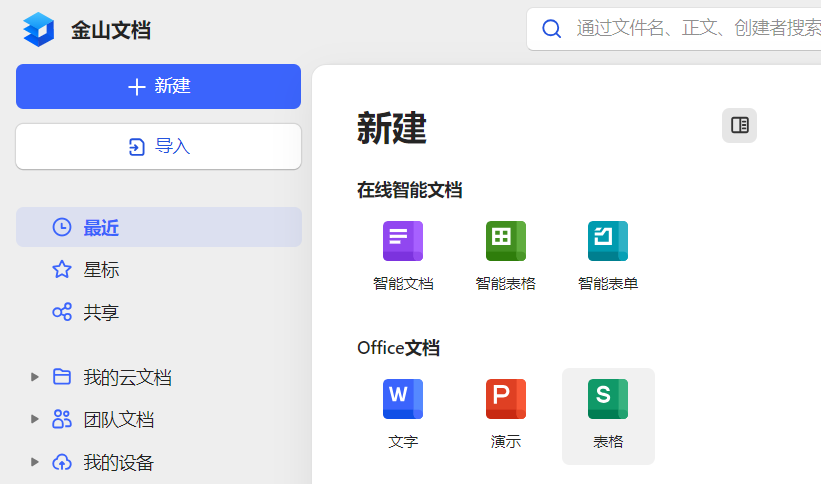 金山文档
通过文件名、正文、创建者搜索
新建
导入
最近
星标
共享
我的云文档
团队文档
我的设备
新建
在线智能文档
智能文档
智能表格
智能表单
Office文档
W
文字
P
演示
S
表格